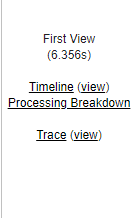 First View
(6.356s)
Timeline (view)
Processing Breakdown
Trace (view)